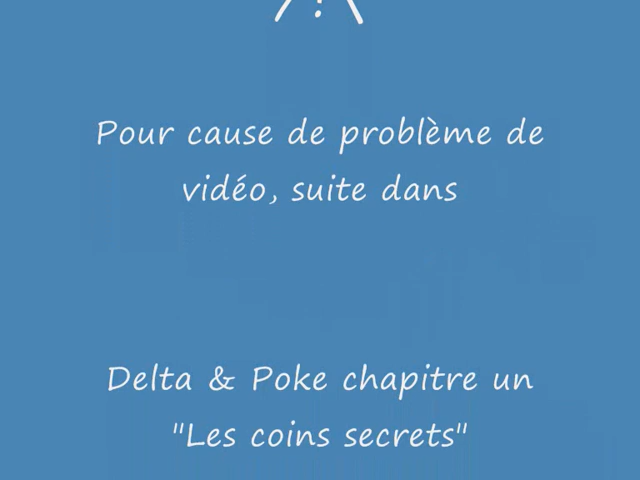 Pour cause de problème de
vidéo, suite dans
Delta & Poke chapitre un
"Les coins secrets"